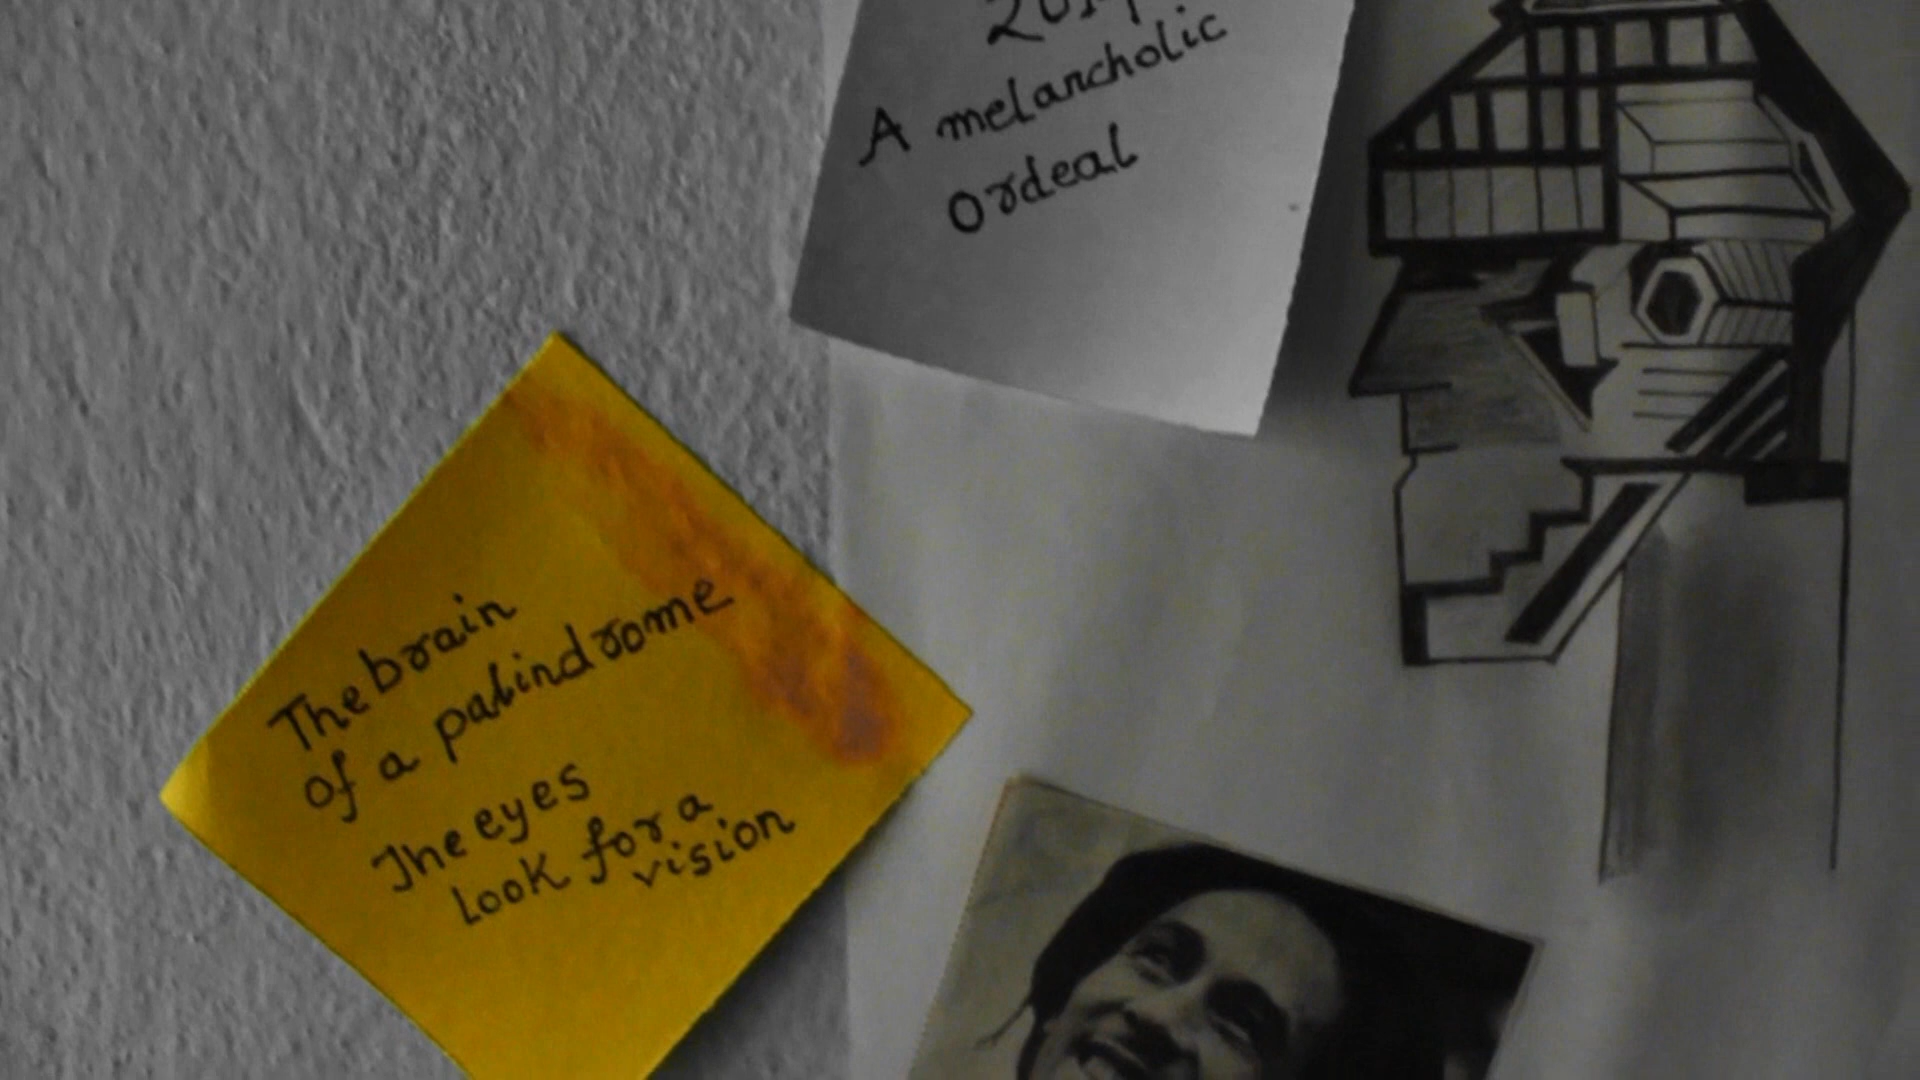 A melancholic
Ordeal
The brain
of a palindrome
The eyes
look for a
vision